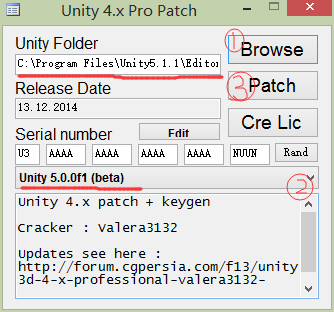 Unity 4.x Pro Patch
Unity Folder
① Browse
C:\Program Files\Unity5.1.1\Editor
③ Patch
Release Date
13.12.2014
Cre Lic
Serial number
Edit
U3 AAAA AAAA AAAA AAAA NUUN Rand
Unity 5.0.0f1 (beta)
②
Unity 4.x patch + keygen
Cracker : Valera3132
Updates see here :
http://forum.cgpersia.com/f13/unity
3d-4-x-professional-valera3132-